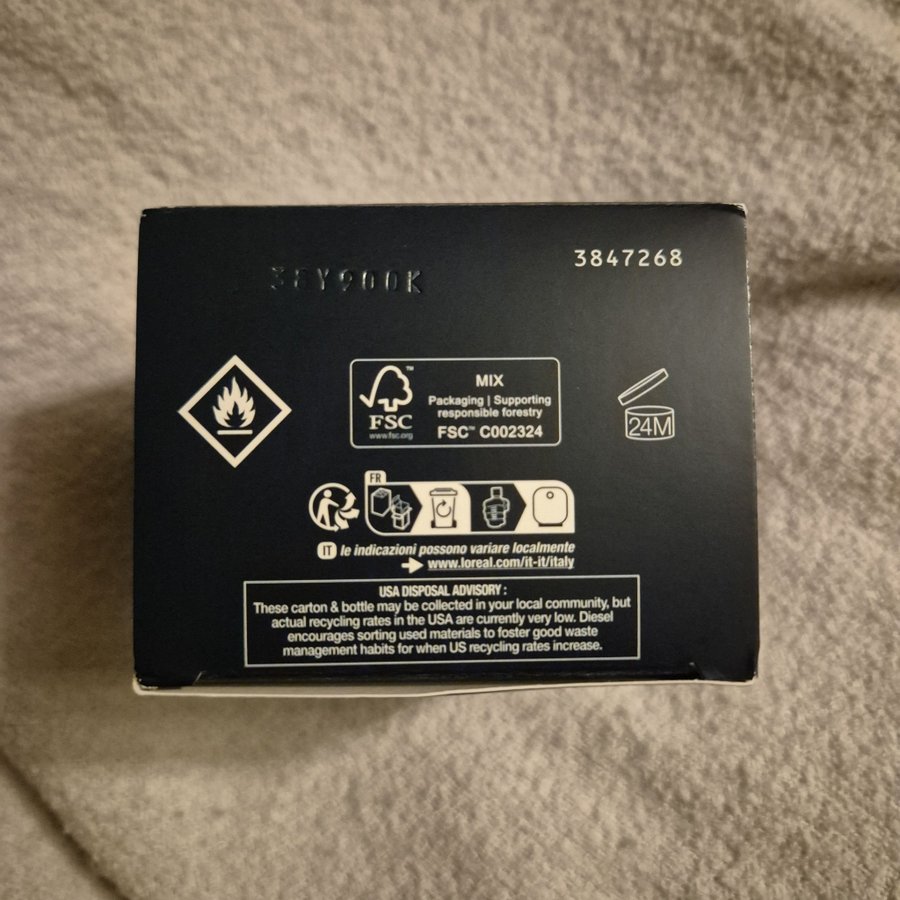 38Y900K
3847268
FSC™
www.fsc.org
MIX
Packaging | Supporting
responsible forestry
FSC™ C002324
24M
FR
IT le indicazioni possono variare localmente
www.loreal.com/it-it/italy
USA DISPOSAL ADVISORY :
These carton & bottle may be collected in your local community, but
actual recycling rates in the USA are currently very low. Diesel
encourages sorting used materials to foster good waste
management habits for when US recycling rates increase.